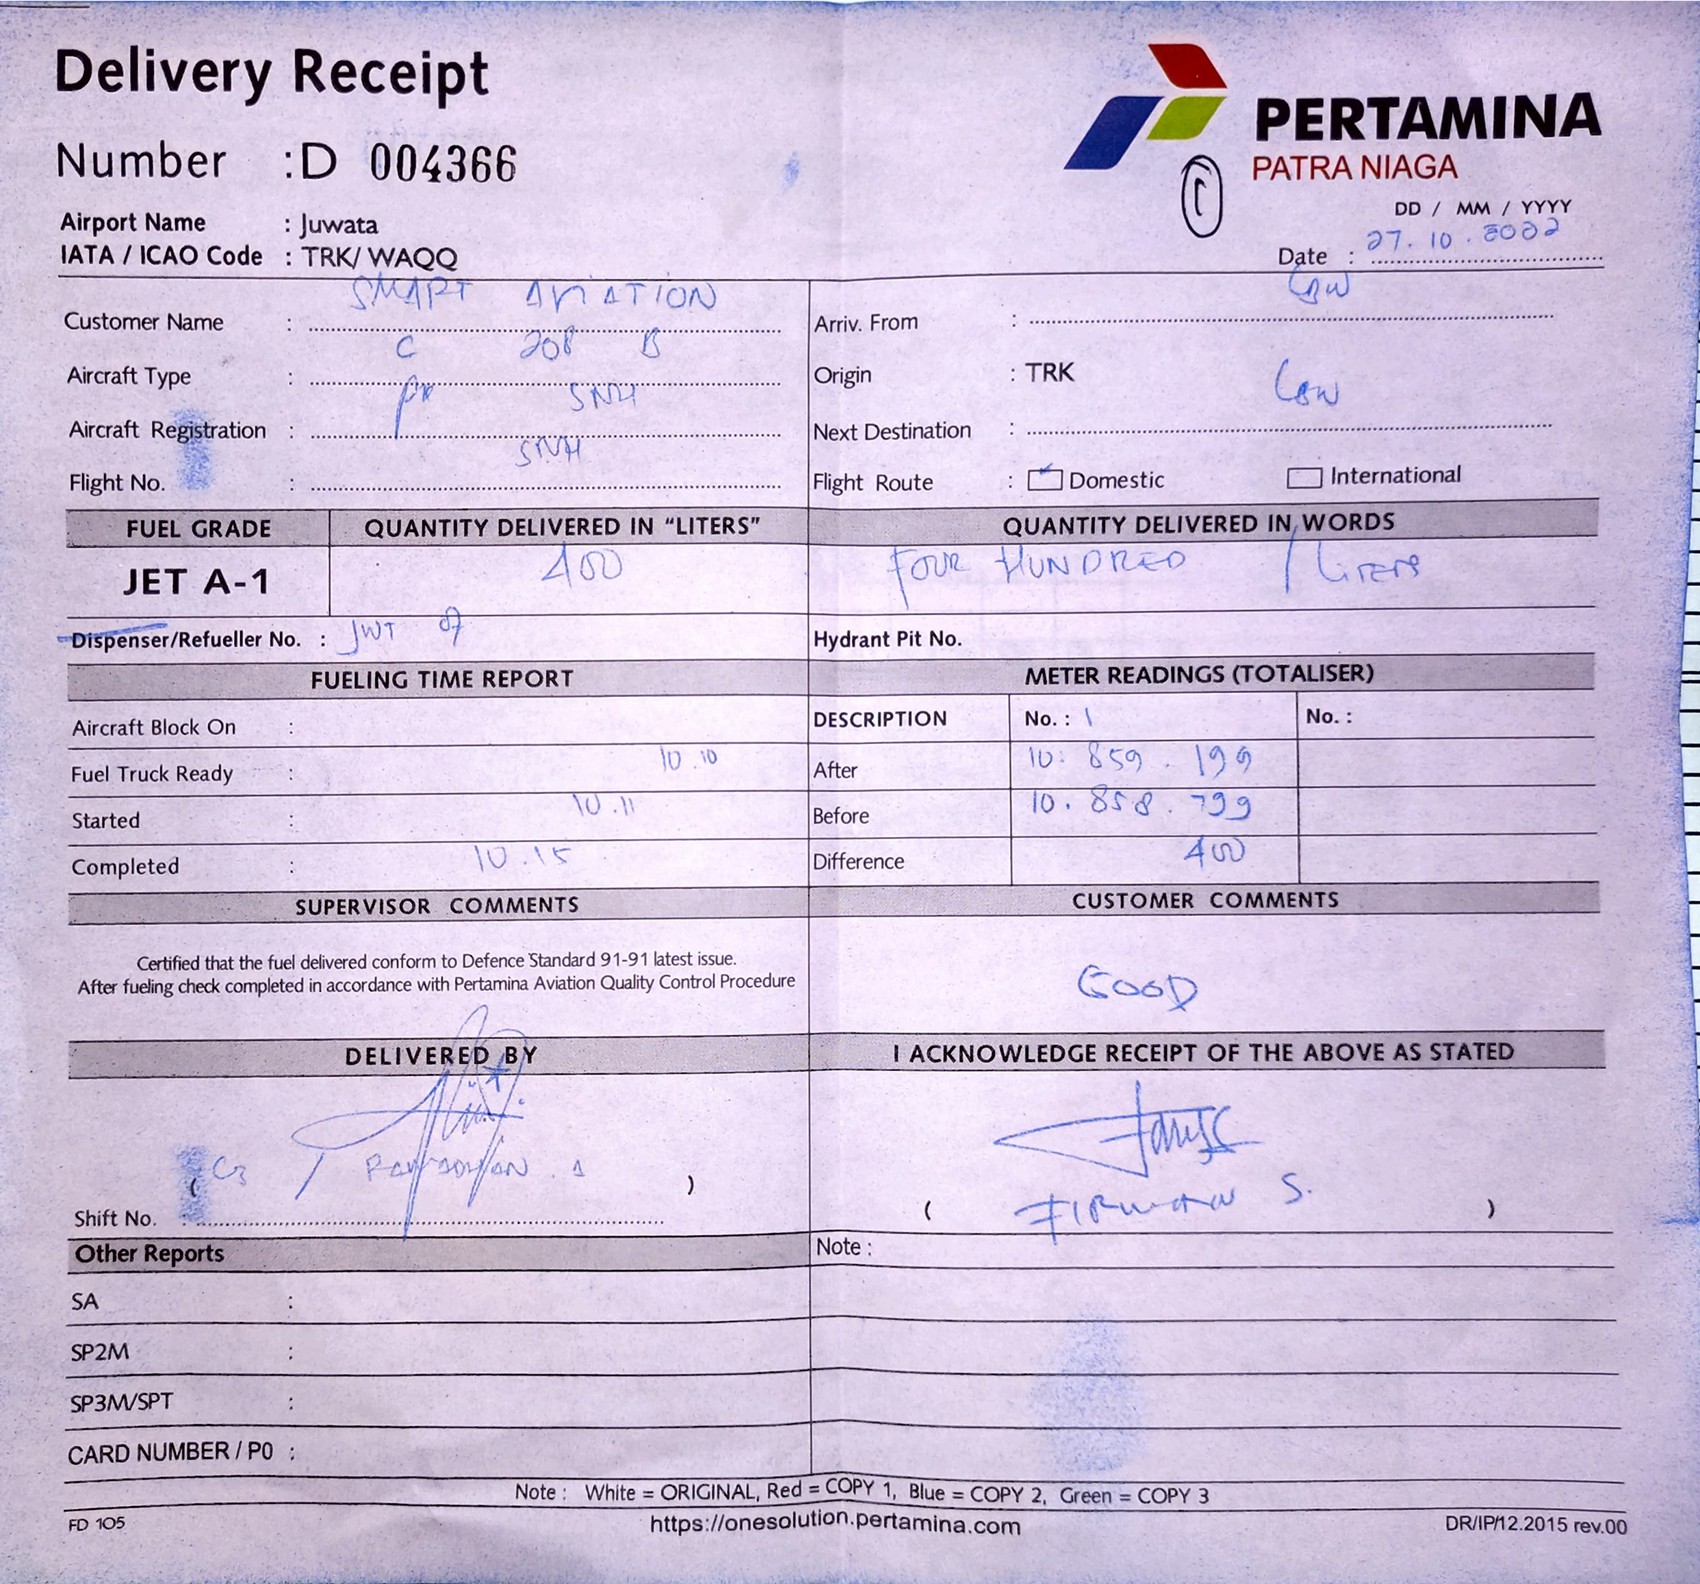 Delivery Receipt
PERTAMINA
PATRA NIAGA
Number :D 004366
DD / MM / YYYY
Date : 27.10.2022
Airport Name : Juwata
IATA / ICAO Code : TRK/ WAQQ
Customer Name : SMART AVIATION
Arriv. From : LBW
Aircraft Type : C 208 B
Origin : TRK
Aircraft Registration : PK SNH
Next Destination : LBW
Flight No. : SNH
Flight Route : Domestic International
FUEL GRADE QUANTITY DELIVERED IN “LITERS” QUANTITY DELIVERED IN WORDS
JET A-1 400 FOUR HUNDRED / LITERS
Dispenser/Refueller No. : JWT 07
Hydrant Pit No.
FUELING TIME REPORT METER READINGS (TOTALISER)
Aircraft Block On :
DESCRIPTION No. : 1 No. :
Fuel Truck Ready : 10.10
After 10.859.199
Started : 10.11
Before 10.858.799
Completed : 10.15
Difference 400
SUPERVISOR COMMENTS CUSTOMER COMMENTS
Certified that the fuel delivered conform to Defence Standard 91-91 latest issue.
After fueling check completed in accordance with Pertamina Aviation Quality Control Procedure
GOOD
DELIVERED BY I ACKNOWLEDGE RECEIPT OF THE ABOVE AS STATED
( )
( FIRMAN S. )
Shift No. :
Other Reports Note :
SA :
SP2M :
SP3M/SPT :
CARD NUMBER / P0 :
Note : White = ORIGINAL, Red = COPY 1, Blue = COPY 2, Green = COPY 3
FD 105 https://onesolution.pertamina.com DR/IP/12.2015 rev.00